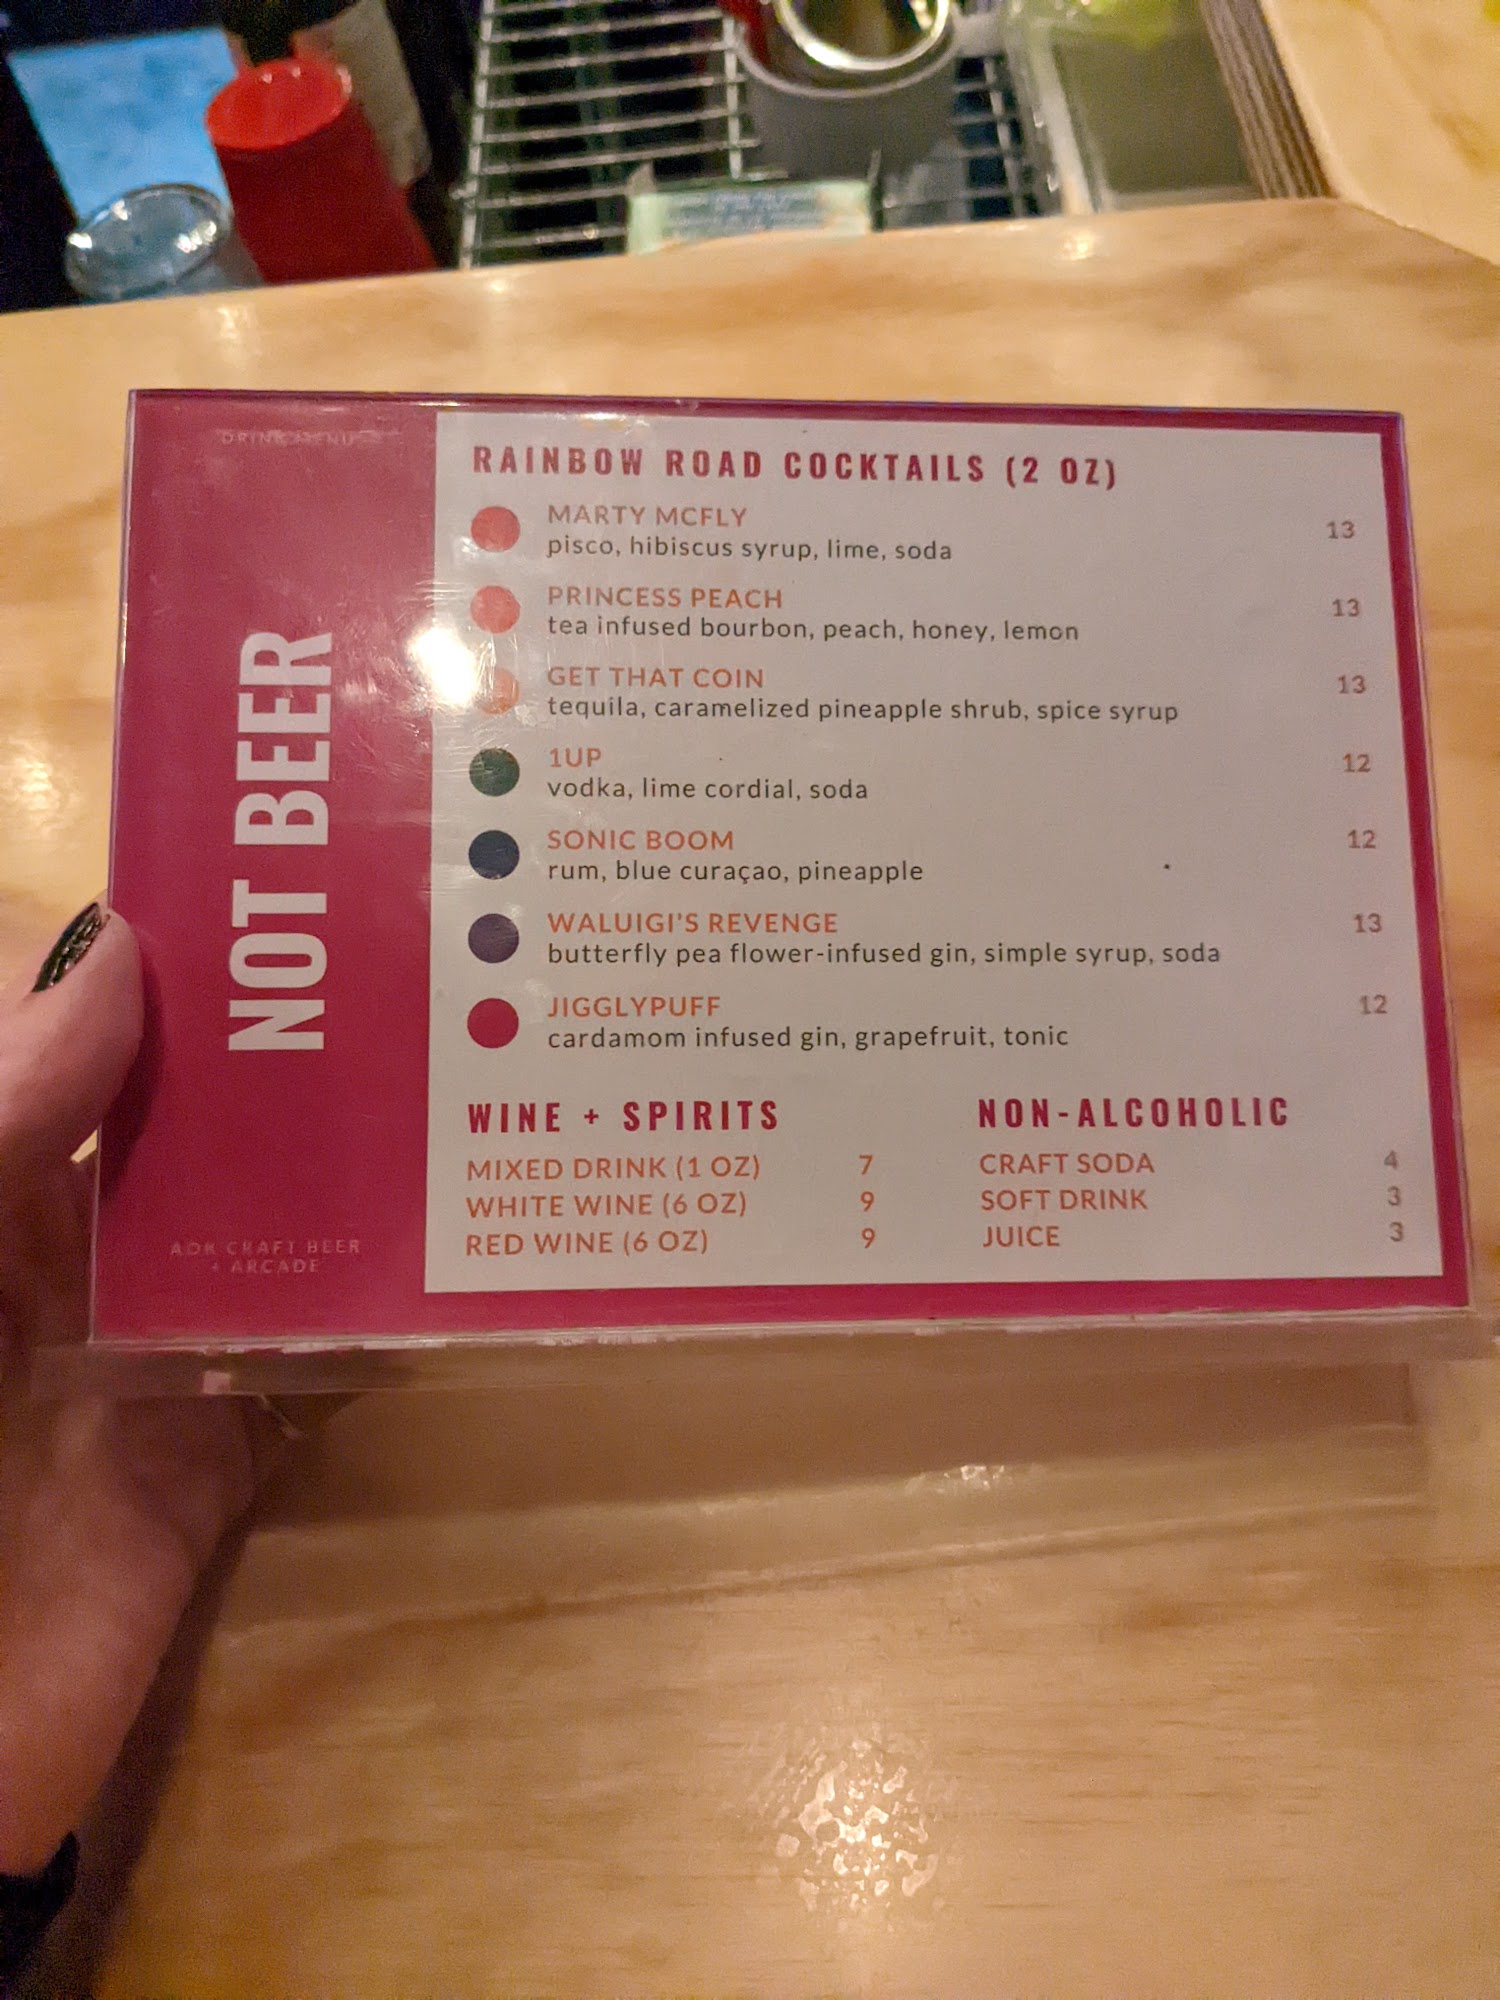 DRINK MENU
NOT BEER
ADK CRAFT BEER
+ ARCADE
RAINBOW ROAD COCKTAILS (2 OZ)
MARTY MCFLY 13
pisco, hibiscus syrup, lime, soda
PRINCESS PEACH 13
tea infused bourbon, peach, honey, lemon
GET THAT COIN 13
tequila, caramelized pineapple shrub, spice syrup
1UP 12
vodka, lime cordial, soda
SONIC BOOM 12
rum, blue curaçao, pineapple
WALUIGI'S REVENGE 13
butterfly pea flower-infused gin, simple syrup, soda
JIGGLYPUFF 12
cardamom infused gin, grapefruit, tonic
WINE + SPIRITS
MIXED DRINK (1 OZ) 7
WHITE WINE (6 OZ) 9
RED WINE (6 OZ) 9
NON-ALCOHOLIC
CRAFT SODA 4
SOFT DRINK 3
JUICE 3